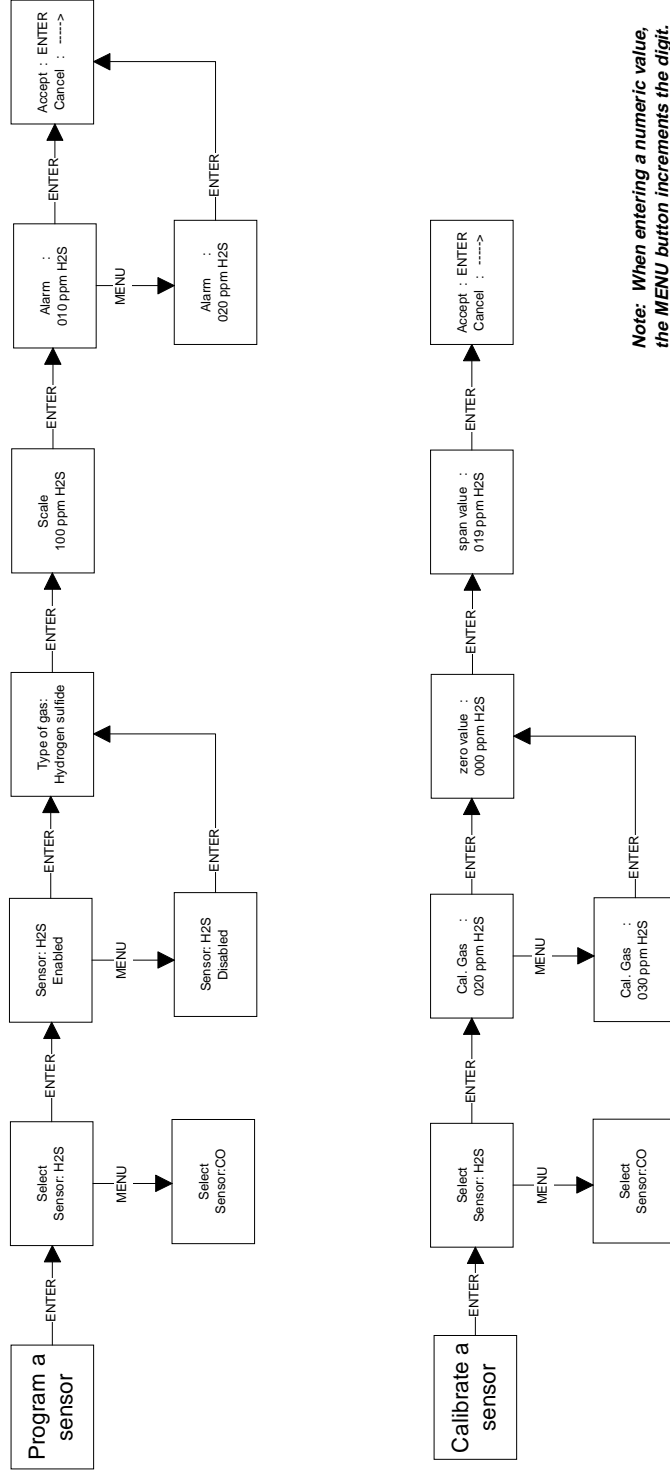 Program a
sensor
ENTER
Select
Sensor: H2S
MENU
Select
Sensor:CO
ENTER
Sensor: H2S
Enabled
MENU
Sensor: H2S
Disabled
ENTER
ENTER
Type of gas:
Hydrogen sulfide
ENTER
Scale
100 ppm H2S
ENTER
Alarm :
010 ppm H2S
MENU
Alarm :
020 ppm H2S
ENTER
ENTER
Accept : ENTER
Cancel : ----->
Calibrate a
sensor
ENTER
Select
Sensor: H2S
MENU
Select
Sensor:CO
ENTER
Cal. Gas :
020 ppm H2S
MENU
Cal. Gas :
030 ppm H2S
ENTER
ENTER
zero value :
000 ppm H2S
ENTER
span value :
019 ppm H2S
ENTER
Accept : ENTER
Cancel : ----->
Note: When entering a numeric value,
the MENU button increments the digit.